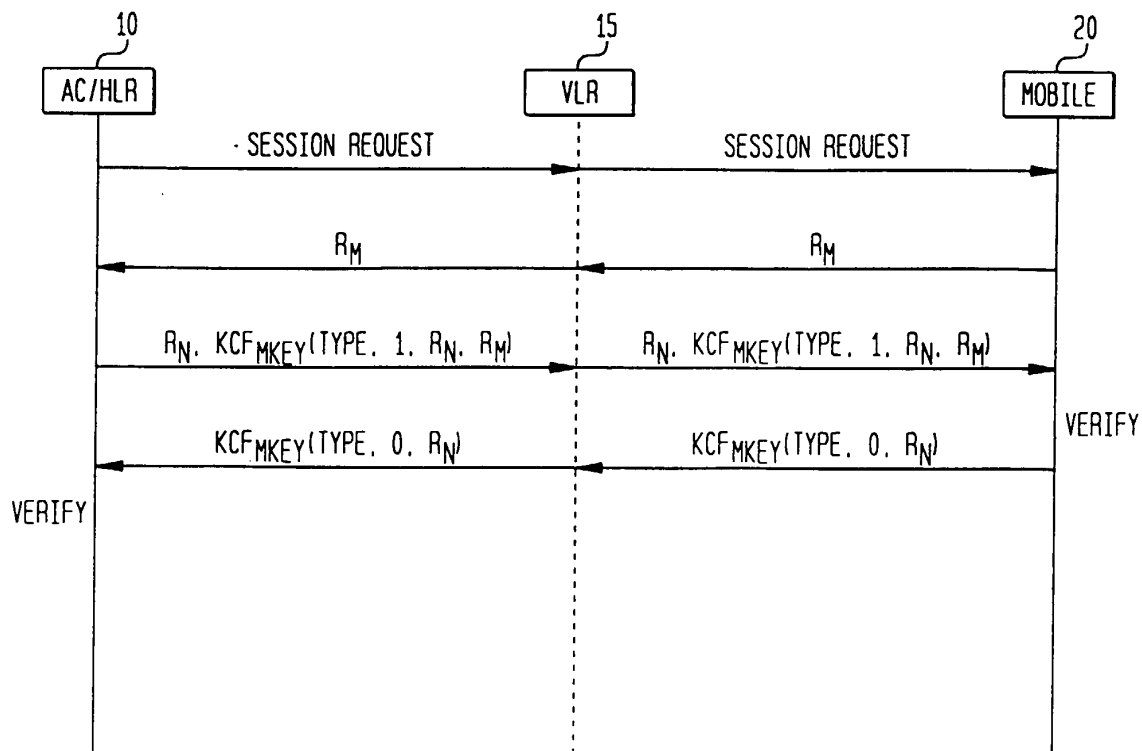 10
15
20
AC/HLR
VLR
MOBILE
SESSION REQUEST
SESSION REQUEST
RM
RM
RN, KCFMKEY(TYPE, 1, RN, RM)
RN, KCFMKEY(TYPE, 1, RN, RM)
VERIFY
KCFMKEY(TYPE, 0, RN)
KCFMKEY(TYPE, 0, RN)
VERIFY